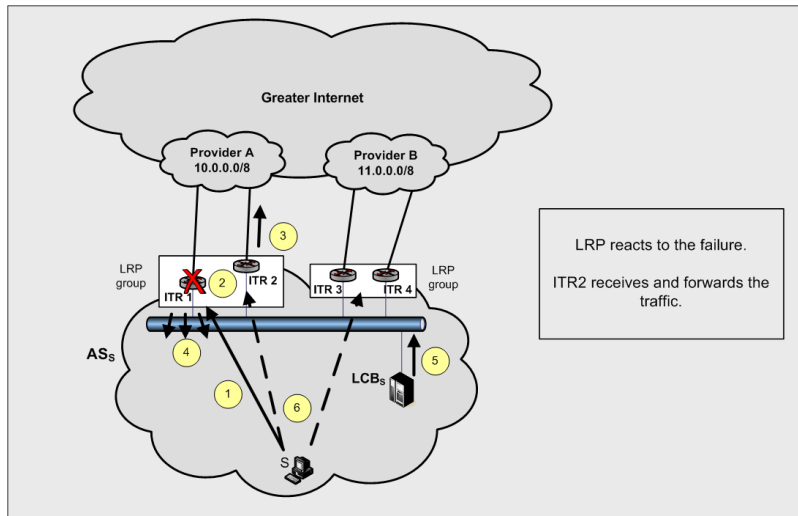 Greater Internet
Provider A
10.0.0.0/8
Provider B
11.0.0.0/8
3
LRP
group
2
ITR 1
ITR 2
ITR 3
ITR 4
LRP
group
LRP reacts to the failure.
ITR2 receives and forwards the
traffic.
ASS
4
5
LCBS
1
6
S